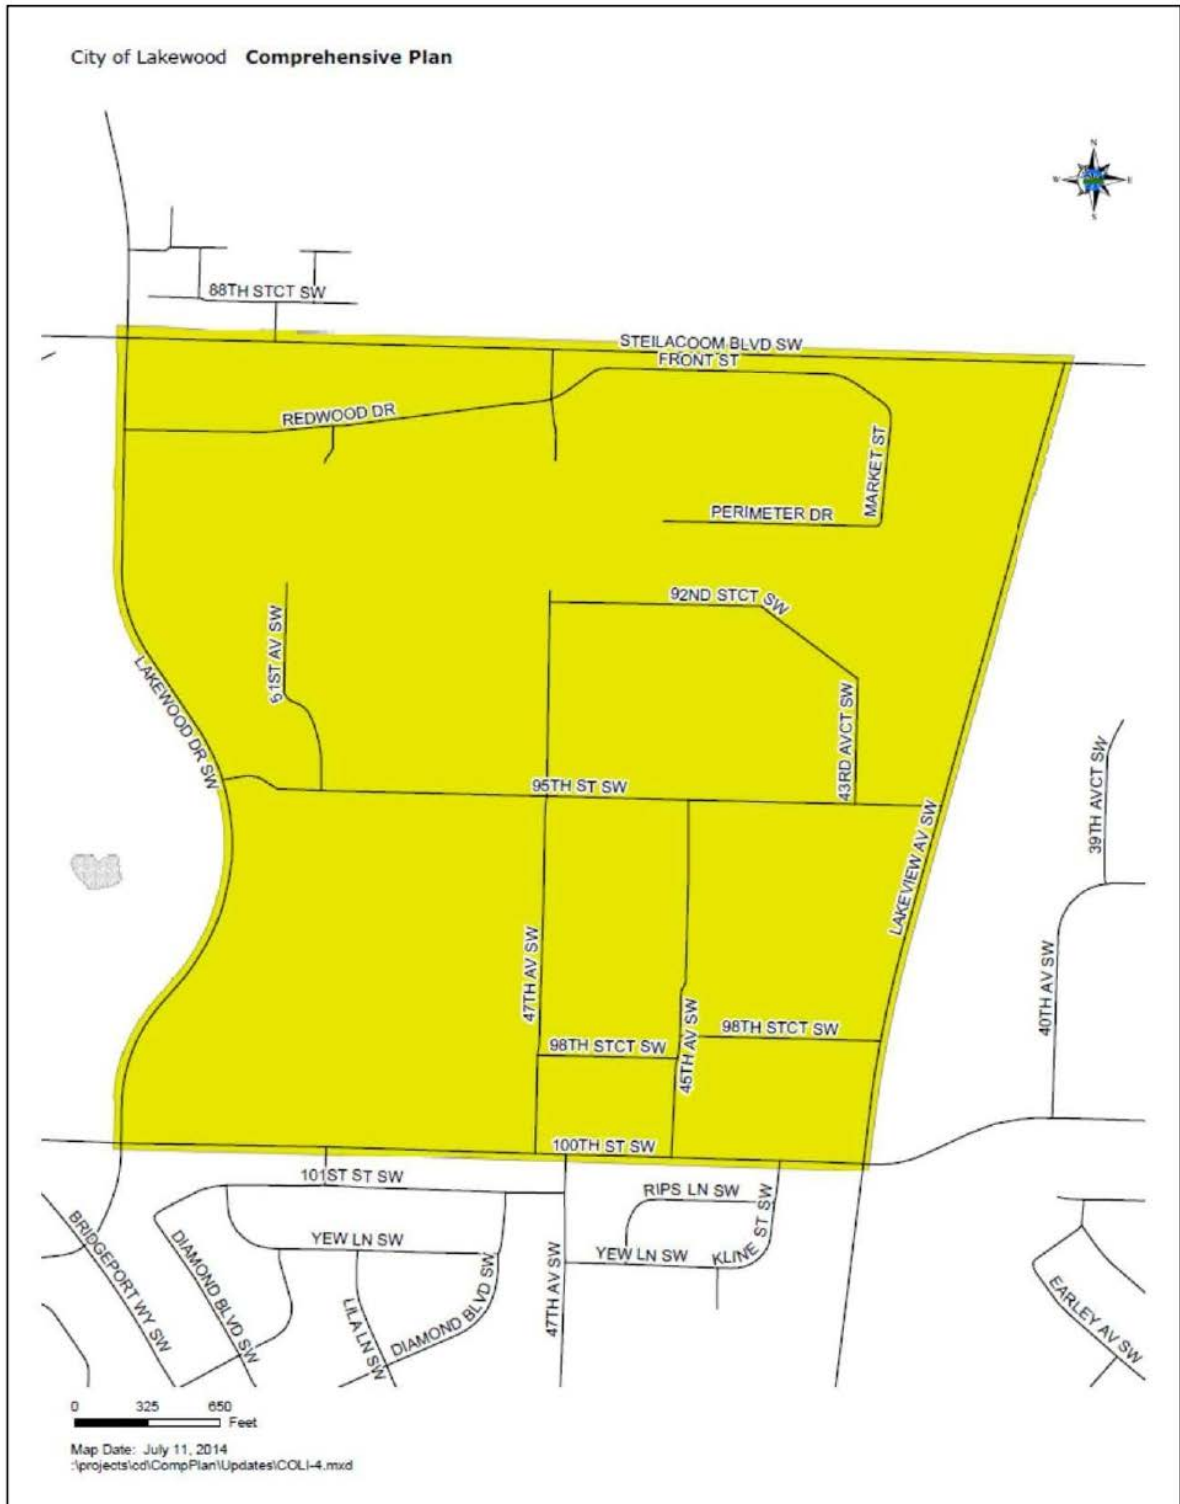 City of Lakewood Comprehensive Plan
N
W E
S
88TH STCT SW
STEILACOOM BLVD SW
FRONT ST
REDWOOD DR
MARKET ST
PERIMETER DR
92ND STCT SW
51ST AV SW
LAKEWOOD DR SW
43RD AVCT SW
95TH ST SW
39TH AVCT SW
LAKEVIEW AV SW
47TH AV SW
40TH AV SW
98TH STCT SW
98TH STCT SW
45TH AV SW
100TH ST SW
101ST ST SW
RIPS LN SW
KLINE ST SW
YEW LN SW
YEW LN SW
BRIDGEPORT WY SW
DIAMOND BLVD SW
LILA LN SW
DIAMOND BLVD SW
47TH AV SW
EARLEY AV SW
0 325 650
Feet
Map Date: July 11, 2014
:\projects\cd\CompPlan\Updates\COLI-4.mxd